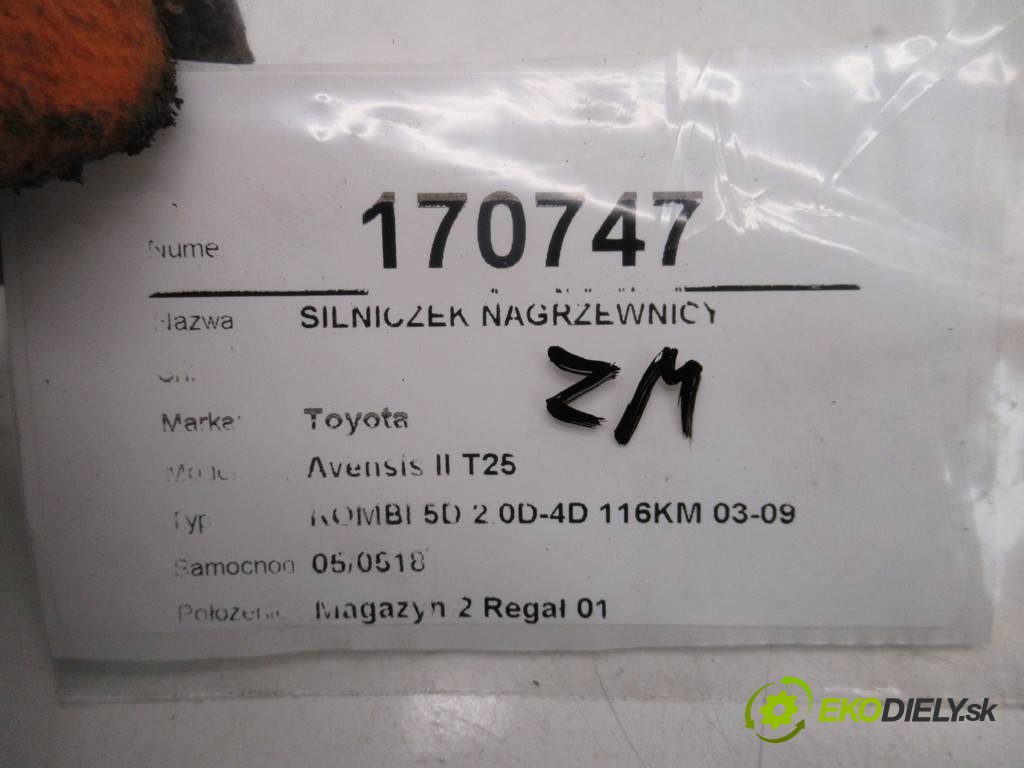 Nume 170747
Nazwa SILNICZEK NAGRZEWNICY
ZM
Marka Toyota
Model Avensis II T25
Typ KOMBI 5D 2.0D-4D 116KM 03-09
Samochod 05/0518
Położenie Magazyn 2 Regał 01
EKODIELY.sk